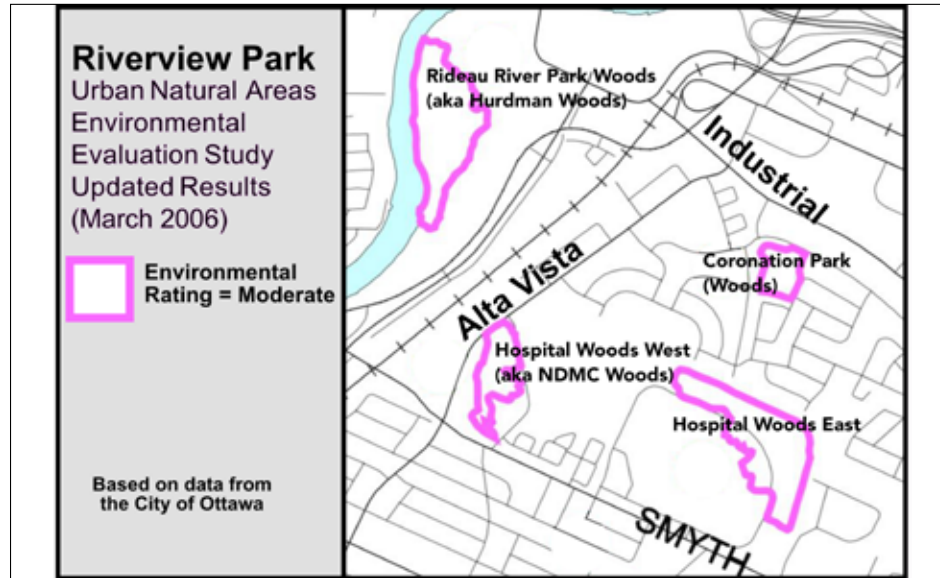 Riverview Park
Urban Natural Areas
Environmental
Evaluation Study
Updated Results
(March 2006)
Environmental
Rating = Moderate
Based on data from
the City of Ottawa
Rideau River Park Woods
(aka Hurdman Woods)
Industrial
Coronation Park
(Woods)
Alta Vista
Hospital Woods West
(aka NDMC Woods)
Hospital Woods East
SMYTH